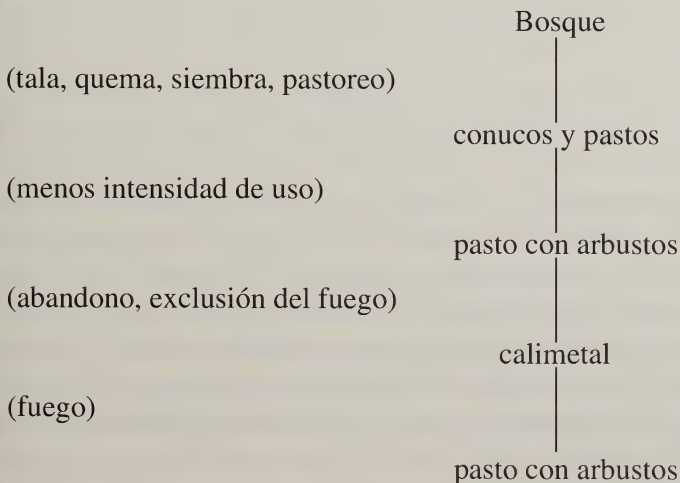 Bosque
(tala, quema, siembra, pastoreo)
conucos y pastos
(menos intensidad de uso)
pasto con arbustos
(abandono, exclusión del fuego)
calimetal
(fuego)
pasto con arbustos